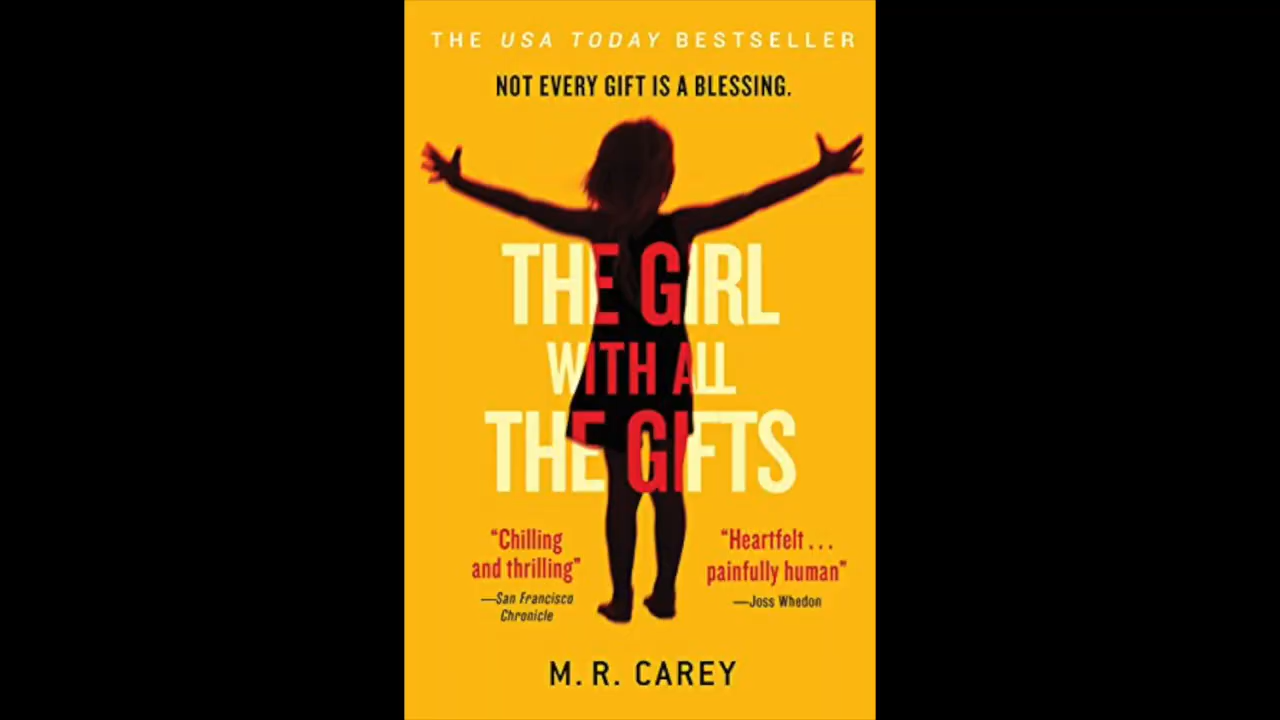 THE USA TODAY BESTSELLER
NOT EVERY GIFT IS A BLESSING.
THE GIRL
WITH ALL
THE GIFTS
“Chilling
and thrilling”
—San Francisco
Chronicle
“Heartfelt . . .
painfully human”
—Joss Whedon
M. R. CAREY